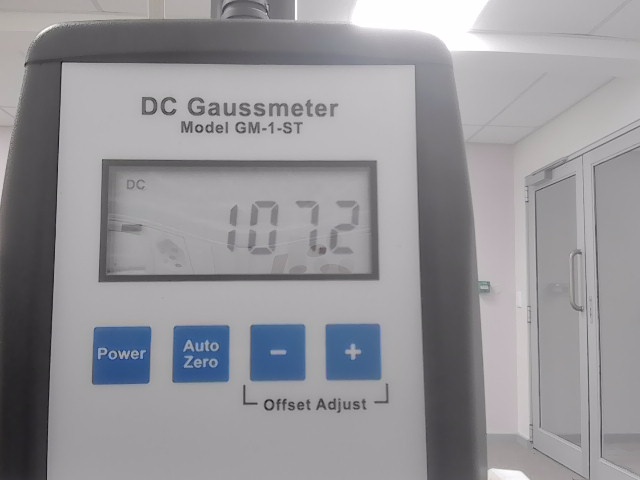 DC Gaussmeter
Model GM-1-ST
DC
107.2
Power
Auto
Zero
-
+
Offset Adjust